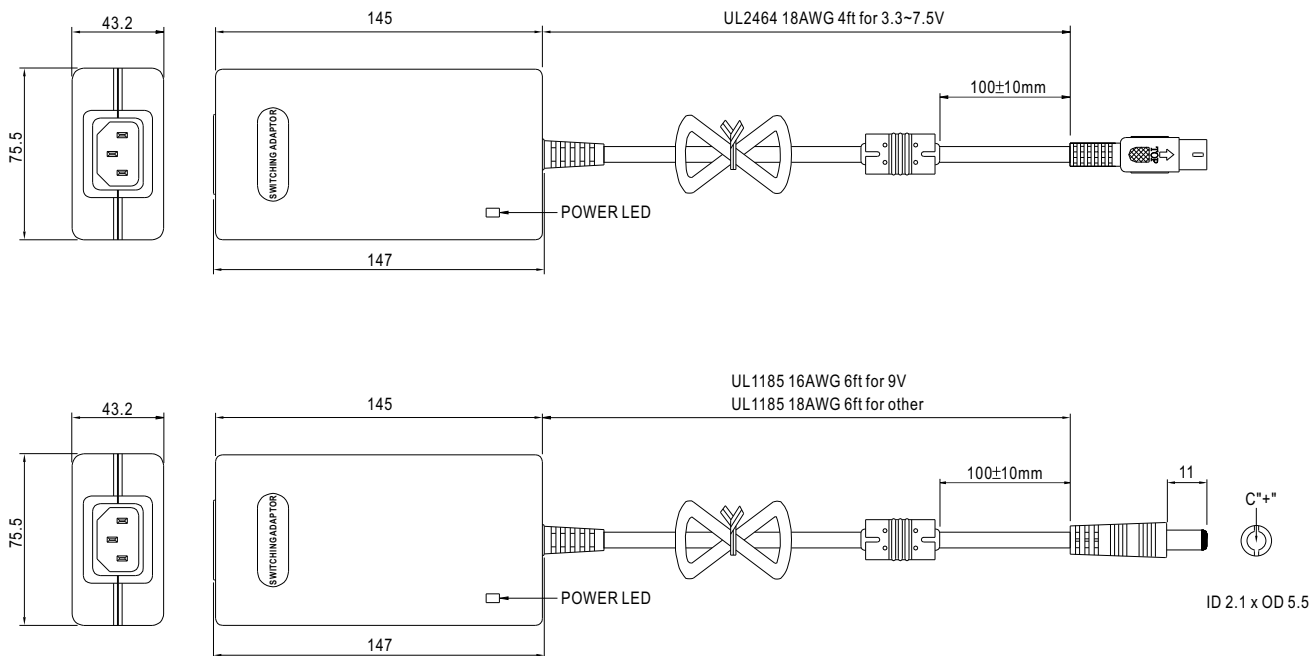 43.2
145
UL2464 18AWG 4ft for 3.3~7.5V
100±10mm
75.5
SWITCHING ADAPTOR
TOP
POWER LED
147
UL1185 16AWG 6ft for 9V
43.2
145
UL1185 18AWG 6ft for other
100±10mm
11
C"+"
75.5
SWITCHING ADAPTOR
POWER LED
ID 2.1 x OD 5.5
147